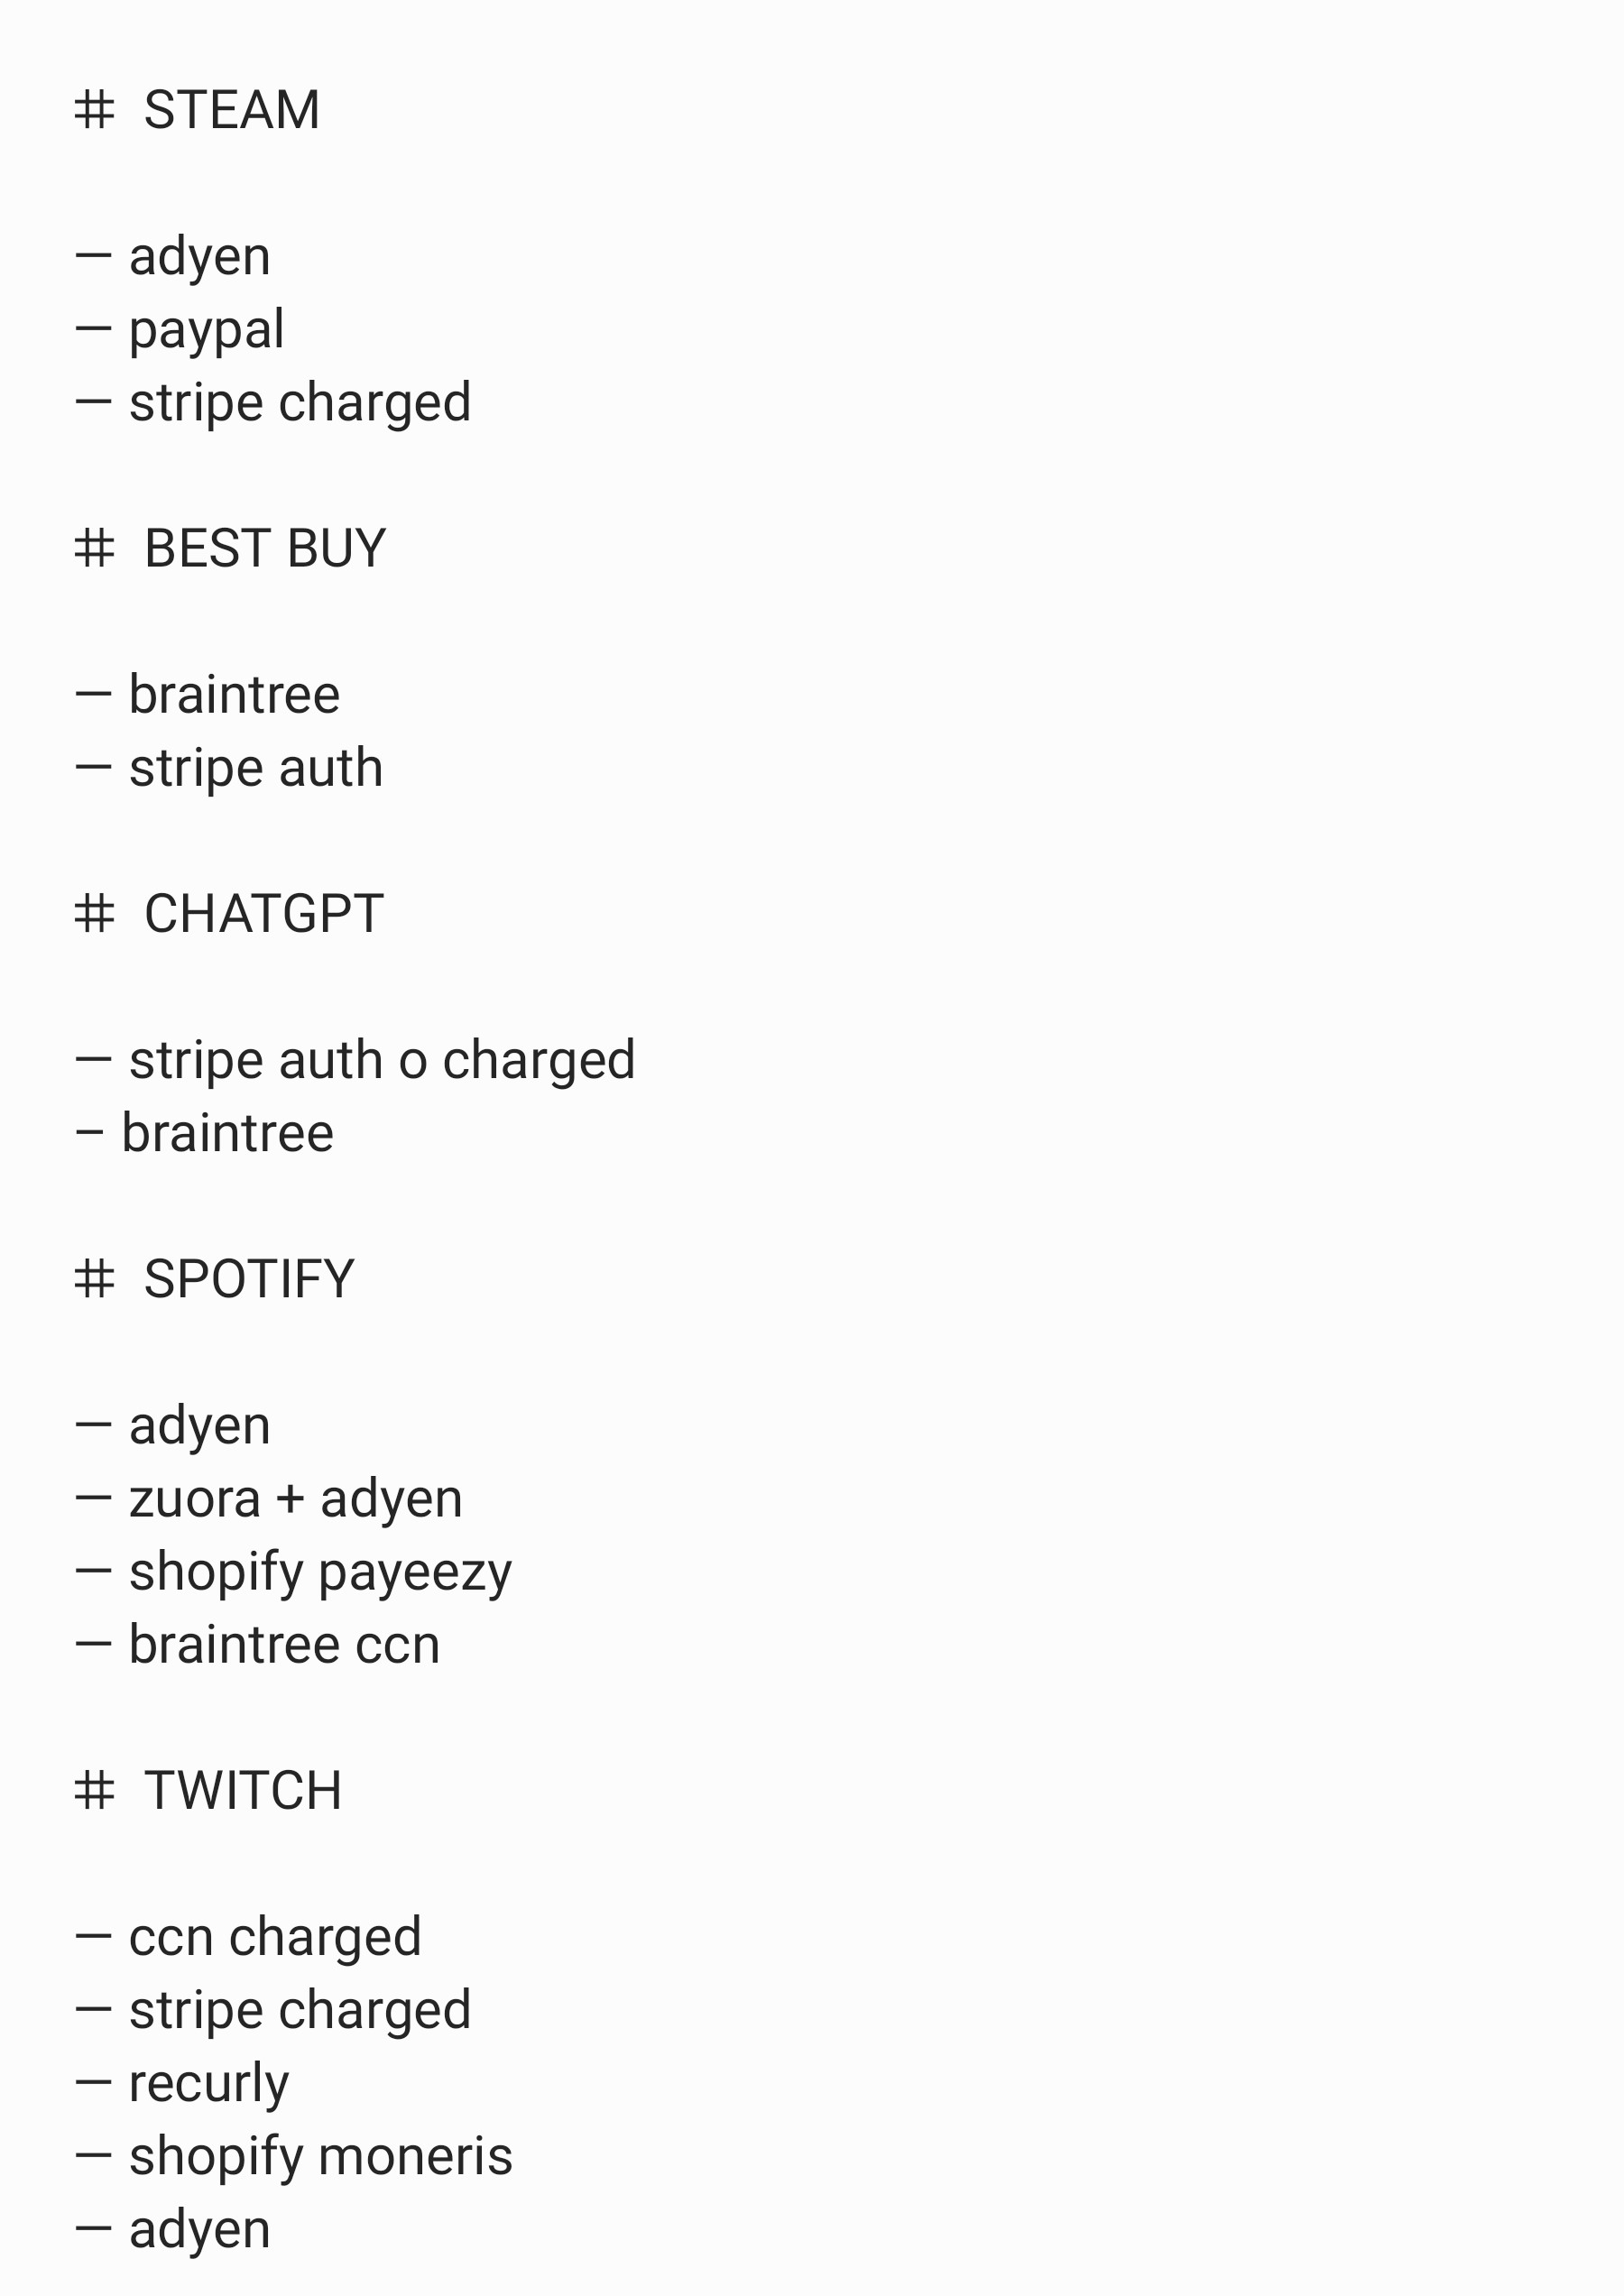 # STEAM
— adyen
— paypal
— stripe charged
# BEST BUY
— braintree
— stripe auth
# CHATGPT
— stripe auth o charged
– braintree
# SPOTIFY
— adyen
— zuora + adyen
— shopify payeezy
— braintree ccn
# TWITCH
— ccn charged
— stripe charged
— recurly
— shopify moneris
— adyen